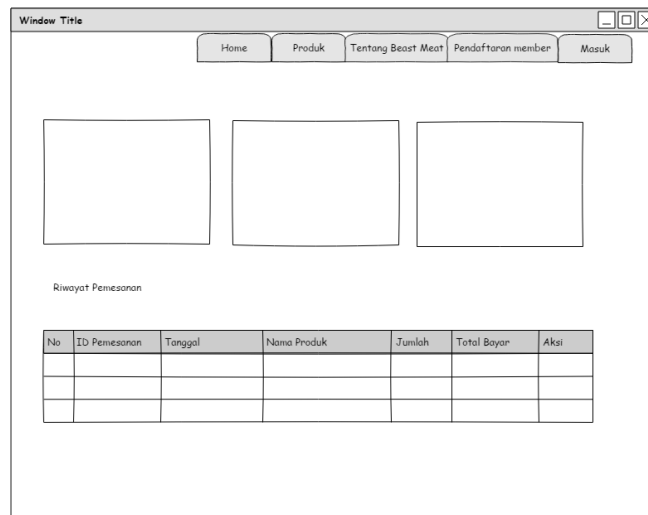 Window Title
Home Produk Tentang Beast Meat Pendaftaran member Masuk
Riwayat Pemesanan
No ID Pemesanan Tanggal Nama Produk Jumlah Total Bayar Aksi